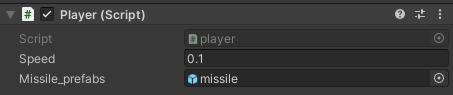 Player (Script)
Script player
Speed 0.1
Missile_prefabs missile